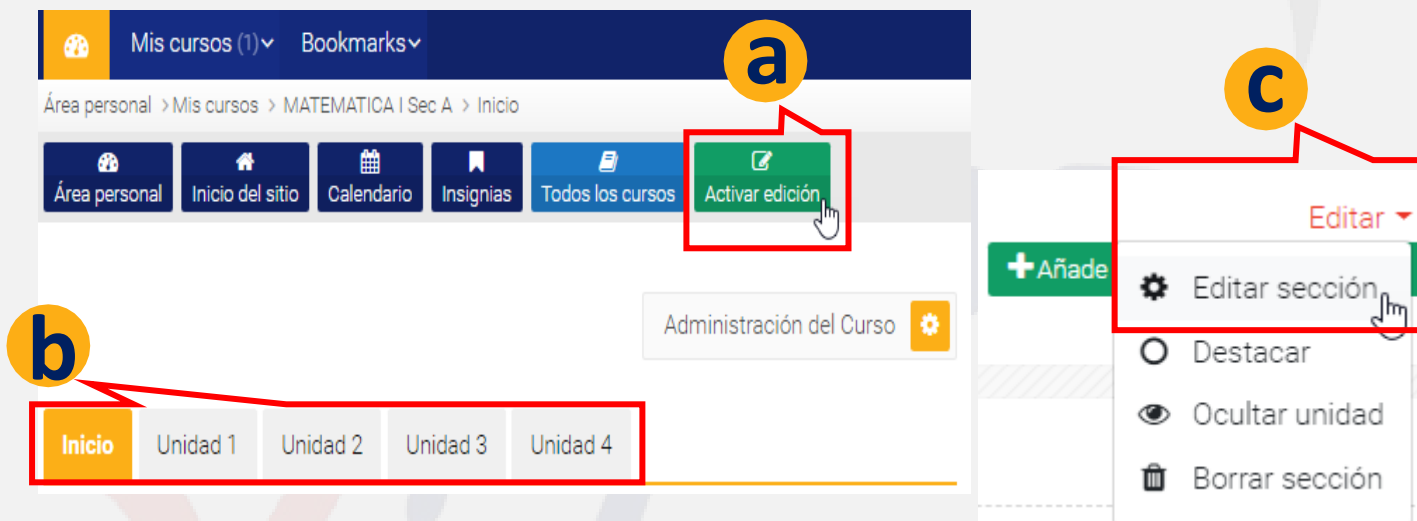 Mis cursos (1) Bookmarks
a
Área personal > Mis cursos > MATEMATICA I Sec A > Inicio
Área personal Inicio del sitio Calendario Insignias Todos los cursos Activar edición
Administración del Curso
b
Inicio Unidad 1 Unidad 2 Unidad 3 Unidad 4
c
Editar
Añade
Editar sección
Destacar
Ocultar unidad
Borrar sección